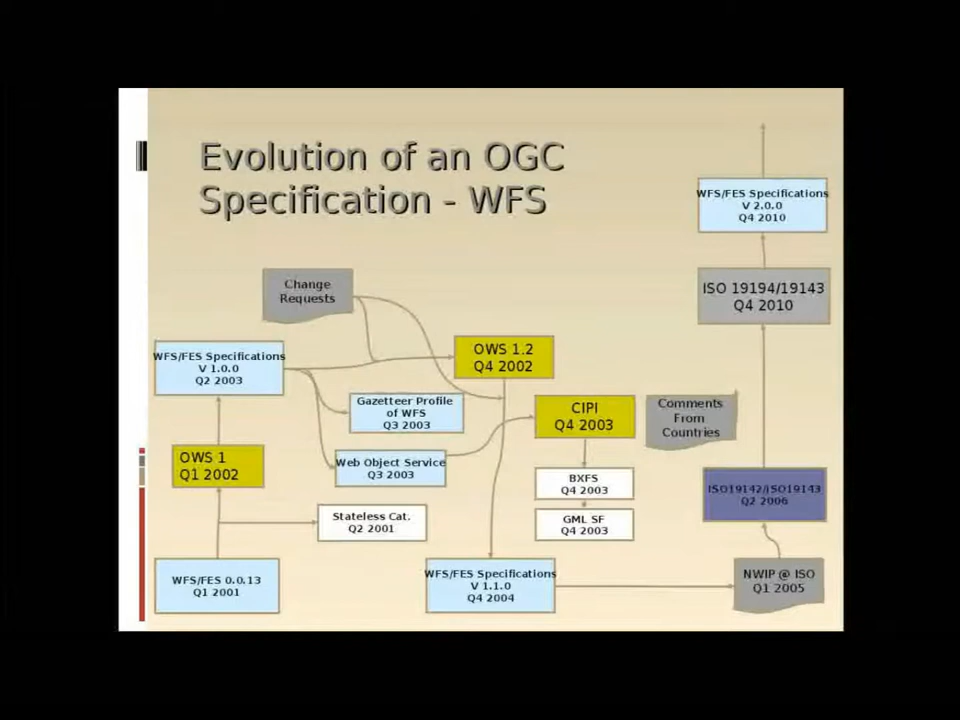 Evolution of an OGC
Specification - WFS
WFS/FES Specifications
V 2.0.0
Q4 2010
ISO 19194/19143
Q4 2010
Change
Requests
OWS 1.2
Q4 2002
WFS/FES Specifications
V 1.0.0
Q2 2003
Gazetteer Profile
of WFS
Q3 2003
CIPI
Q4 2003
Comments
From
Countries
OWS 1
Q1 2002
Web Object Service
Q3 2003
BXFS
Q4 2003
ISO19142/ISO19143
Q2 2006
Stateless Cat.
Q2 2001
GML SF
Q4 2003
WFS/FES 0.0.13
Q1 2001
WFS/FES Specifications
V 1.1.0
Q4 2004
NWIP @ ISO
Q1 2005